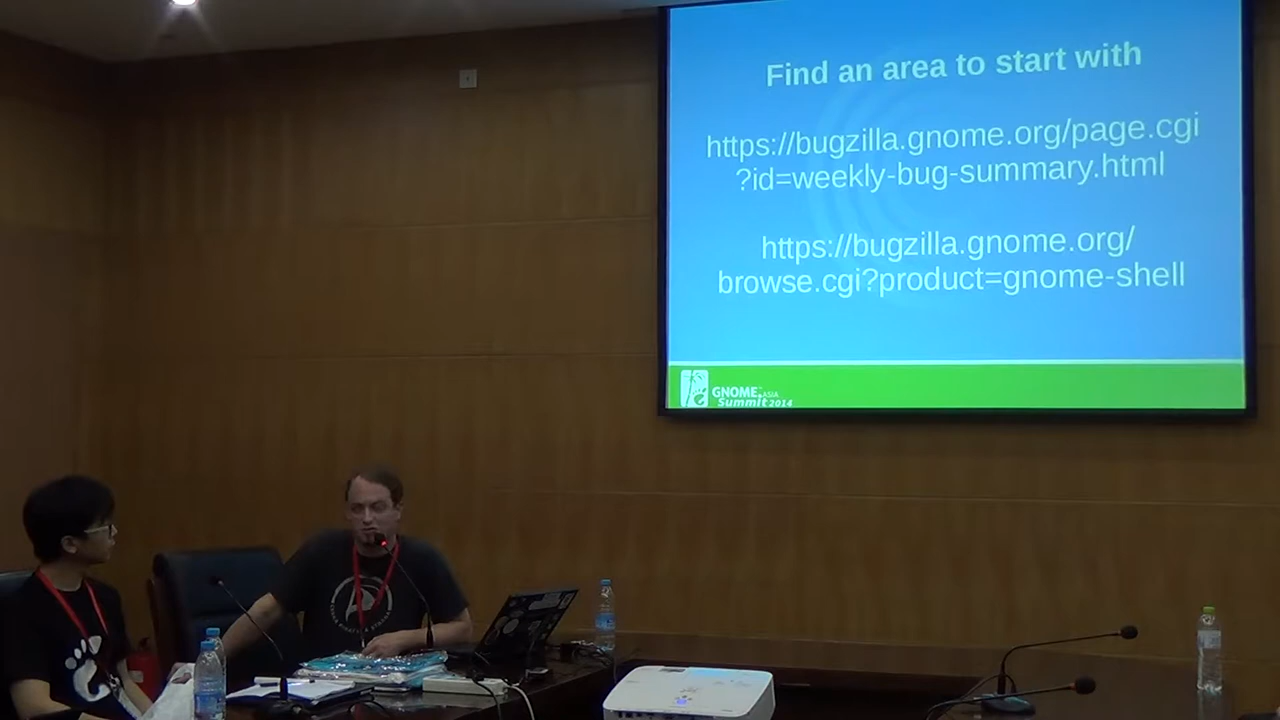 Find an area to start with
https://bugzilla.gnome.org/page.cgi
?id=weekly-bug-summary.html
https://bugzilla.gnome.org/
browse.cgi?product=gnome-shell
GNOME.ASIA
Summit 2014